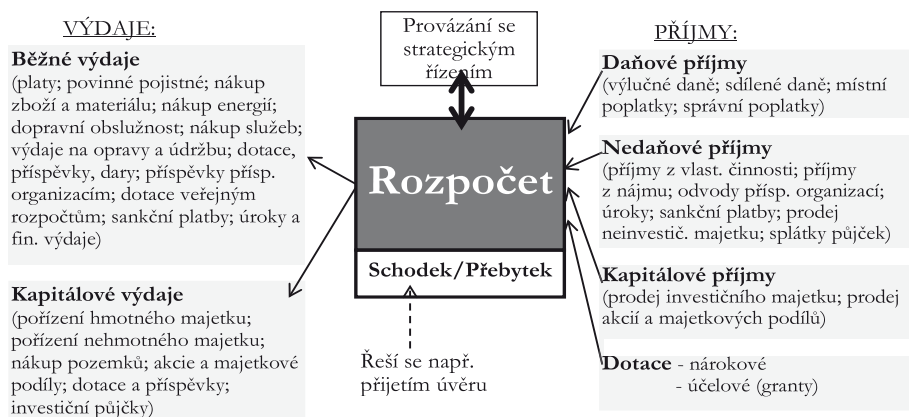 VÝDAJE:
Běžné výdaje
(platy; povinné pojistné; nákup
zboží a materiálu; nákup energií;
dopravní obslužnost; nákup služeb;
výdaje na opravy a údržbu; dotace,
příspěvky, dary; příspěvky přísp.
organizacím; dotace veřejným
rozpočtům; sankční platby; úroky a
fin. výdaje)
Kapitálové výdaje
(pořízení hmotného majetku;
pořízení nehmotného majetku;
nákup pozemků; akcie a majetkové
podíly; dotace a příspěvky;
investiční půjčky)
Provázání se
strategickým
řízením
Rozpočet
Schodek/Přebytek
Řeší se např.
přijetím úvěru
PŘÍJMY:
Daňové příjmy
(výlučné daně; sdílené daně; místní
poplatky; správní poplatky)
Nedaňové příjmy
(příjmy z vlast. činnosti; příjmy
z nájmu; odvody přísp. organizací;
úroky; sankční platby; prodej
neinvestič. majetku; splátky půjček)
Kapitálové příjmy
(prodej investičního majetku; prodej
akcií a majetkových podílů)
Dotace - nárokové
- účelové (granty)